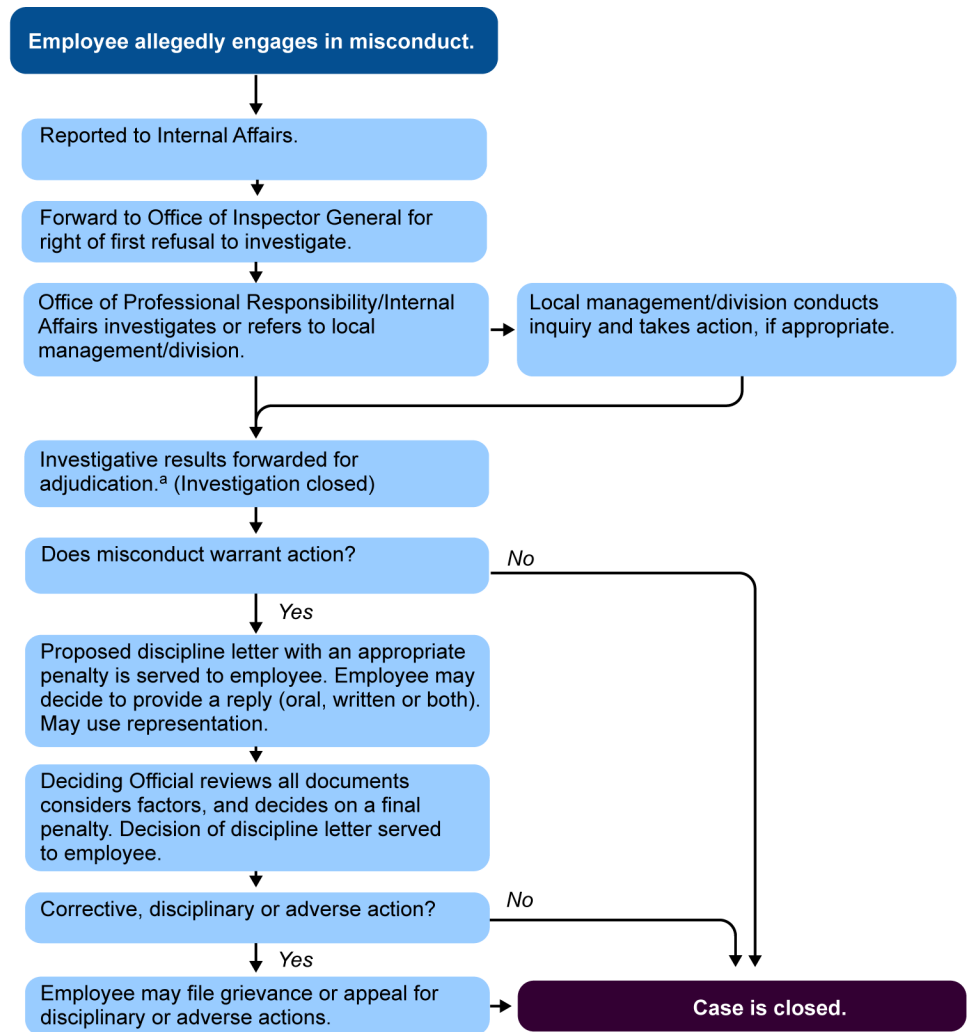 Employee allegedly engages in misconduct.
Reported to Internal Affairs.
Forward to Office of Inspector General for
right of first refusal to investigate.
Office of Professional Responsibility/Internal
Affairs investigates or refers to local
management/division.
Local management/division conducts
inquiry and takes action, if appropriate.
Investigative results forwarded for
adjudication.ᵃ (Investigation closed)
Does misconduct warrant action?
No
Yes
Proposed discipline letter with an appropriate
penalty is served to employee. Employee may
decide to provide a reply (oral, written or both).
May use representation.
Deciding Official reviews all documents
considers factors, and decides on a final
penalty. Decision of discipline letter served
to employee.
Corrective, disciplinary or adverse action?
No
Yes
Employee may file grievance or appeal for
disciplinary or adverse actions.
Case is closed.